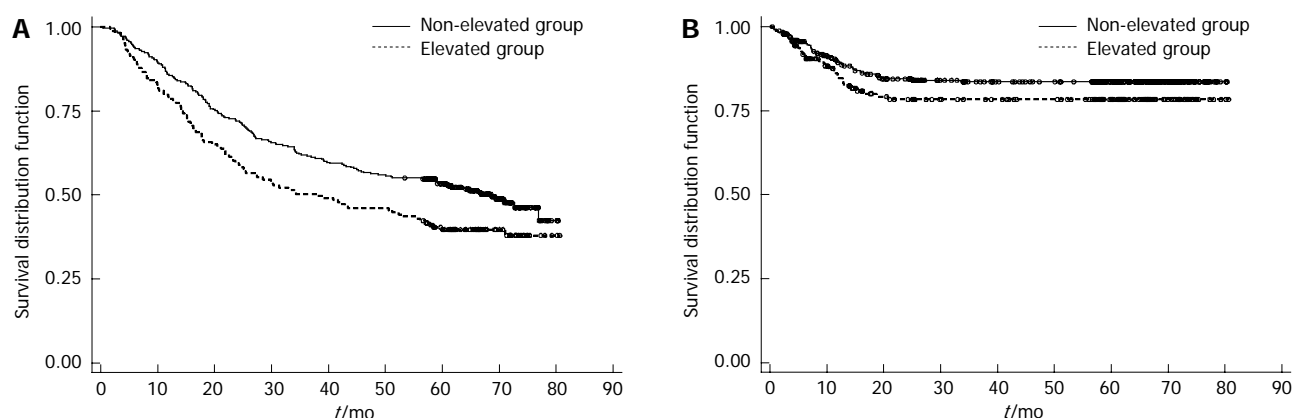 A
Non-elevated group
Elevated group
Survival distribution function
1.00
0.75
0.50
0.25
0.00
0 10 20 30 40 50 60 70 80 90
t/mo
B
Non-elevated group
Elevated group
Survival distribution function
1.00
0.75
0.50
0.25
0.00
0 10 20 30 40 50 60 70 80 90
t/mo